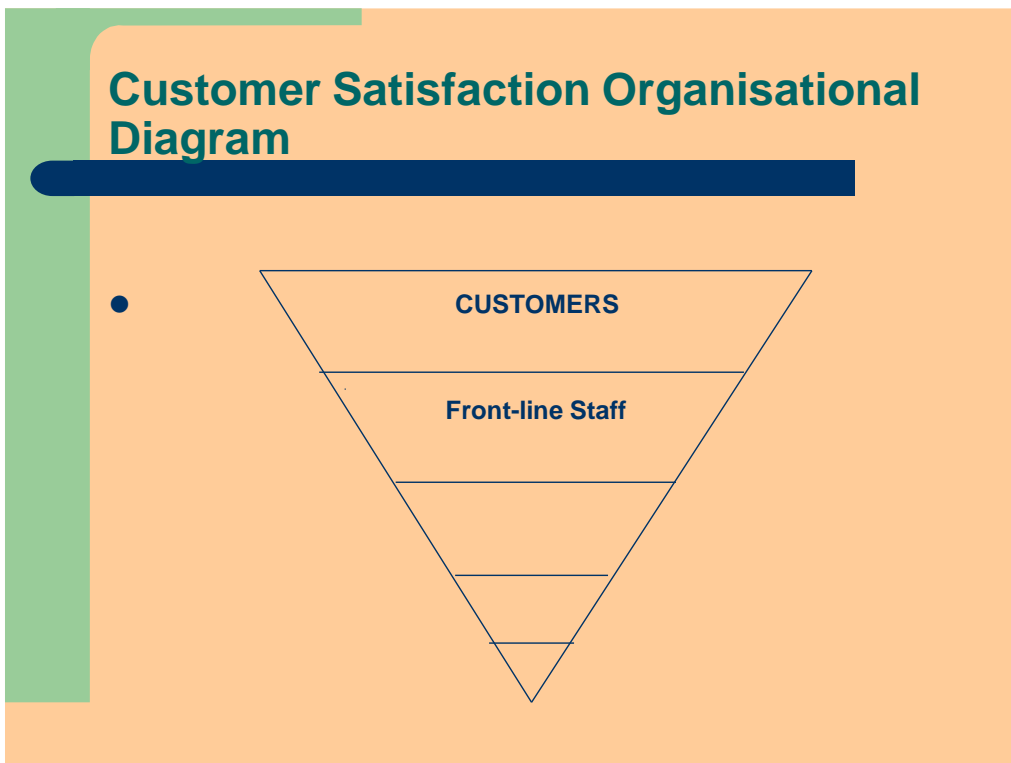 Customer Satisfaction Organisational
Diagram
CUSTOMERS
Front-line Staff